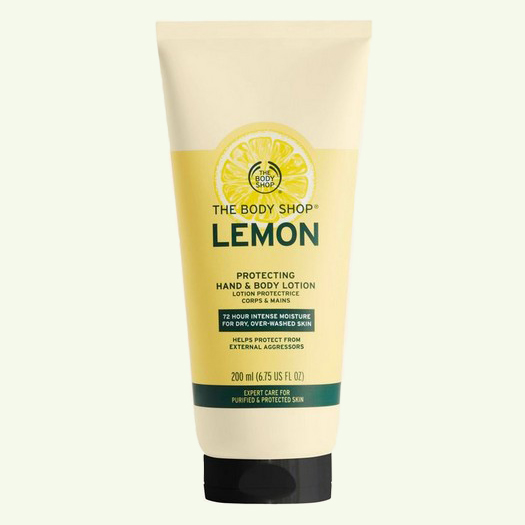 THE
BODY
SHOP
®
THE BODY SHOP®
LEMON
PROTECTING
HAND & BODY LOTION
LOTION PROTECTRICE
CORPS & MAINS
72 HOUR INTENSE MOISTURE
FOR DRY, OVER-WASHED SKIN
HELPS PROTECT FROM
EXTERNAL AGGRESSORS
200 ml (6.75 US FL OZ)
EXPERT CARE FOR
PURIFIED & PROTECTED SKIN